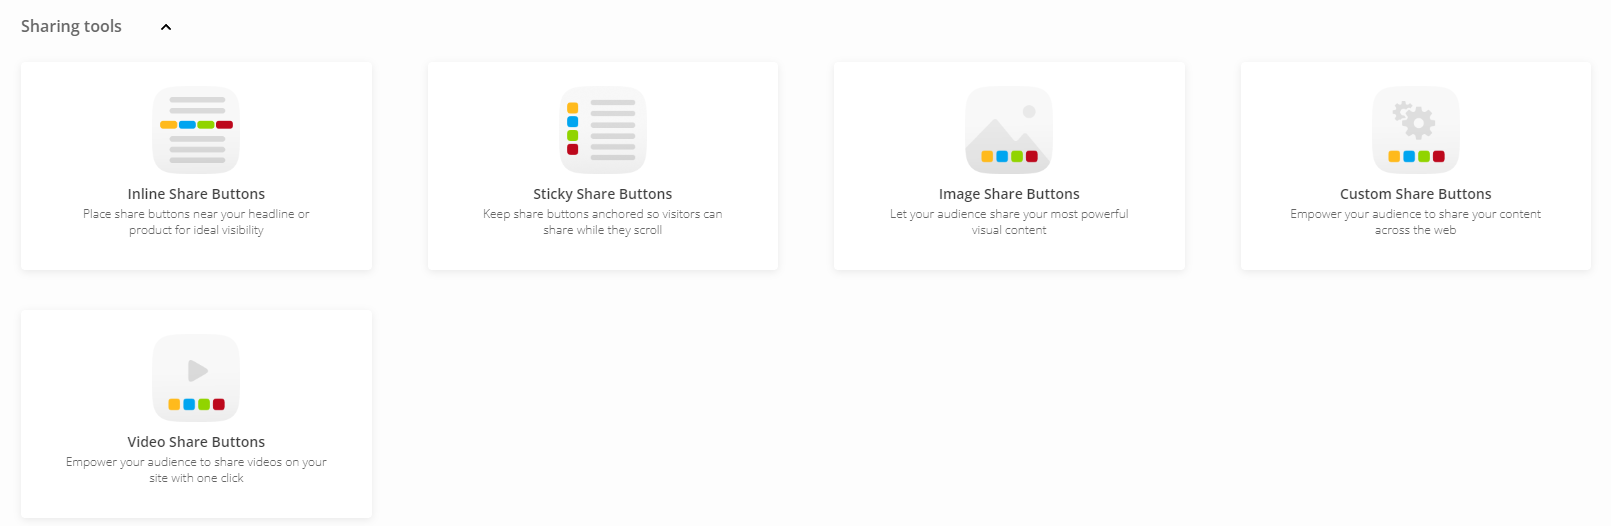 Sharing tools
Inline Share Buttons
Place share buttons near your headline or
product for ideal visibility
Sticky Share Buttons
Keep share buttons anchored so visitors can
share while they scroll
Image Share Buttons
Let your audience share your most powerful
visual content
Custom Share Buttons
Empower your audience to share your content
across the web
Video Share Buttons
Empower your audience to share videos on your
site with one click